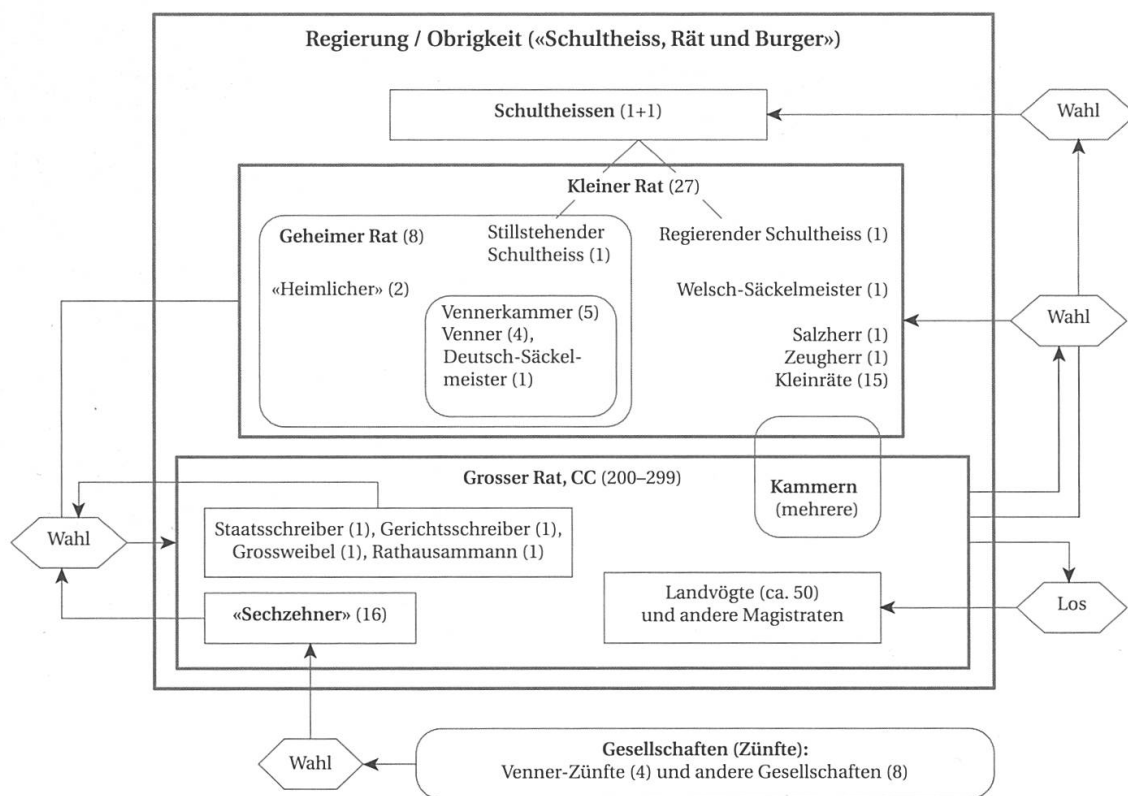 Regierung / Obrigkeit («Schultheiss, Rät und Burger»)
Schultheissen (1+1)
Wahl
Kleiner Rat (27)
Geheimer Rat (8)
Stillstehender
Schultheiss (1)
Regierender Schultheiss (1)
«Heimlicher» (2)
Welsch-Säckelmeister (1)
Vennerkammer (5)
Venner (4),
Deutsch-Säckel-
meister (1)
Salzherr (1)
Zeugherr (1)
Kleinräte (15)
Wahl
Grosser Rat, CC (200–299)
Kammern
(mehrere)
Wahl
Staatsschreiber (1), Gerichtsschreiber (1),
Grossweibel (1), Rathausammann (1)
«Sechzehner» (16)
Landvögte (ca. 50)
und andere Magistraten
Los
Wahl
Gesellschaften (Zünfte):
Venner-Zünfte (4) und andere Gesellschaften (8)